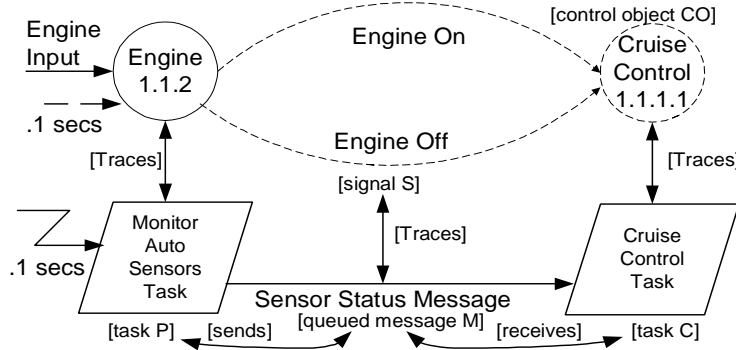 [control object CO]
Engine
Input
Engine On
Engine
1.1.2
Cruise
Control
1.1.1.1
.1 secs
Engine Off
[Traces]
[Traces]
[signal S]
Monitor
Auto
Sensors
Task
[Traces]
Cruise
Control
Task
.1 secs
Sensor Status Message
[task P]
[sends]
[queued message M]
[receives]
[task C]